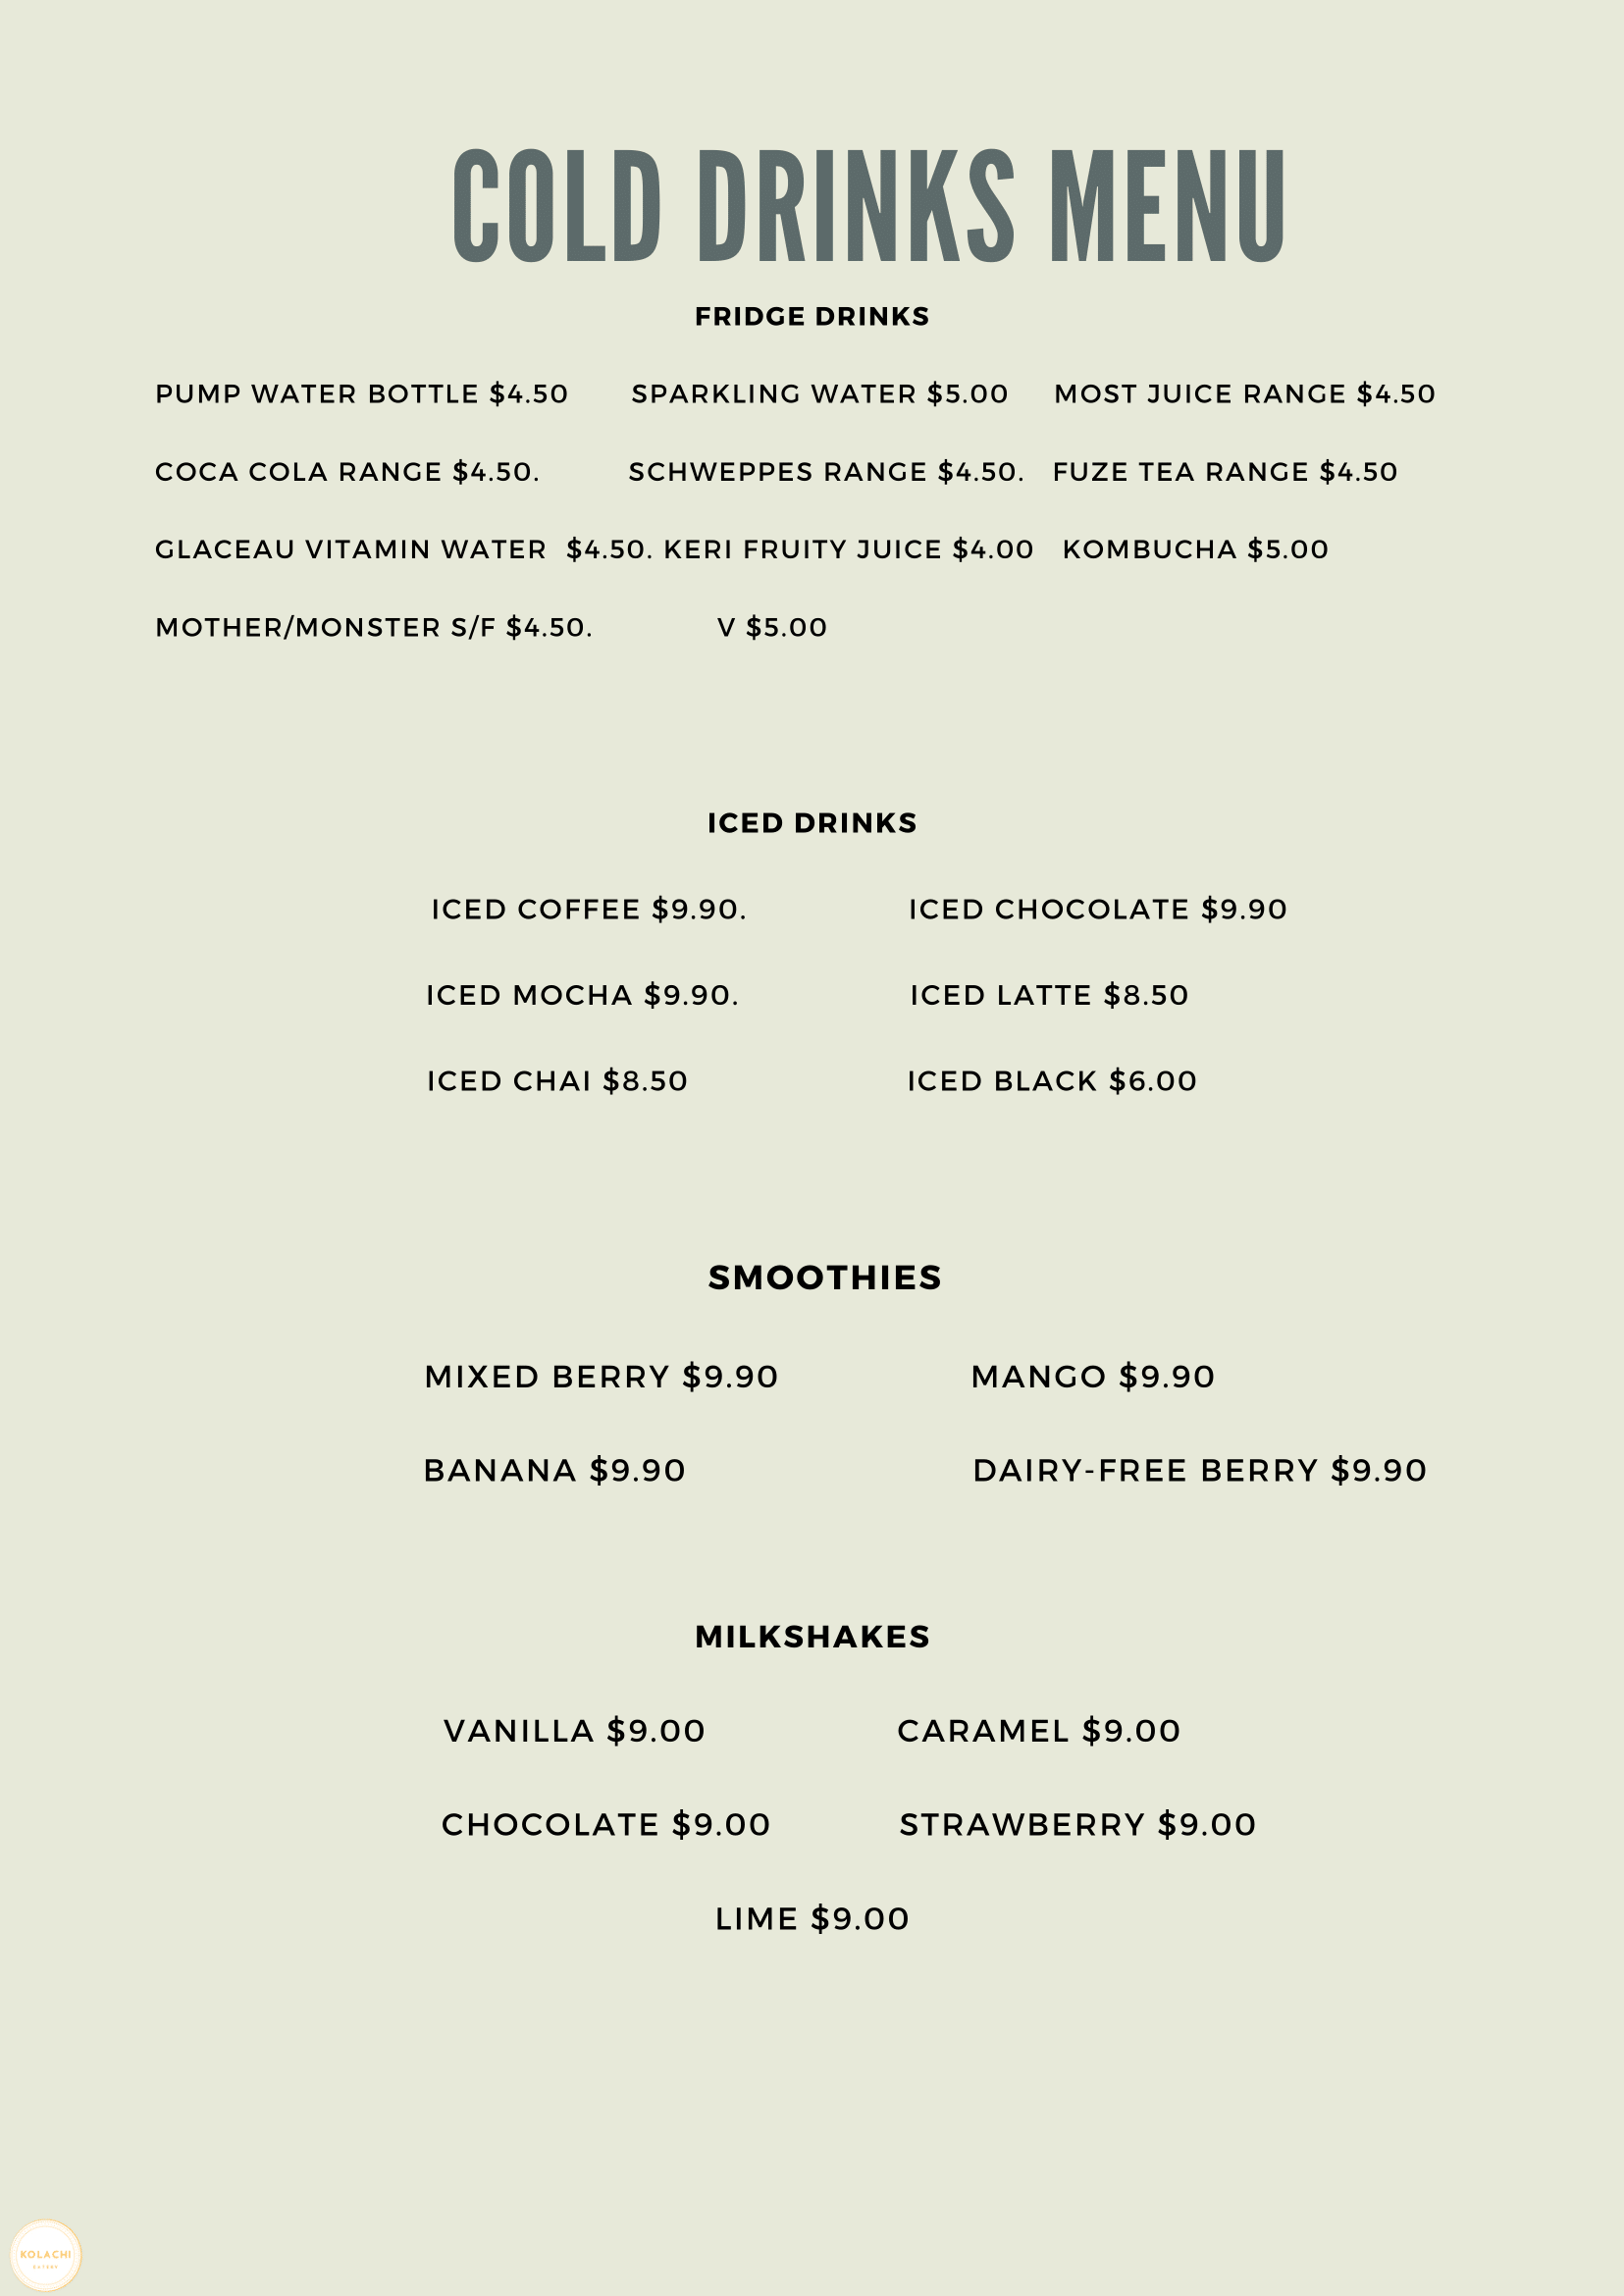 COLD DRINKS MENU
FRIDGE DRINKS
PUMP WATER BOTTLE $4.50 SPARKLING WATER $5.00 MOST JUICE RANGE $4.50
COCA COLA RANGE $4.50. SCHWEPPES RANGE $4.50. FUZE TEA RANGE $4.50
GLACEAU VITAMIN WATER $4.50. KERI FRUITY JUICE $4.00 KOMBUCHA $5.00
MOTHER/MONSTER S/F $4.50. V $5.00
ICED DRINKS
ICED COFFEE $9.90. ICED CHOCOLATE $9.90
ICED MOCHA $9.90. ICED LATTE $8.50
ICED CHAI $8.50 ICED BLACK $6.00
SMOOTHIES
MIXED BERRY $9.90 MANGO $9.90
BANANA $9.90 DAIRY-FREE BERRY $9.90
MILKSHAKES
VANILLA $9.00 CARAMEL $9.00
CHOCOLATE $9.00 STRAWBERRY $9.00
LIME $9.00
KOLACHI
EATERY